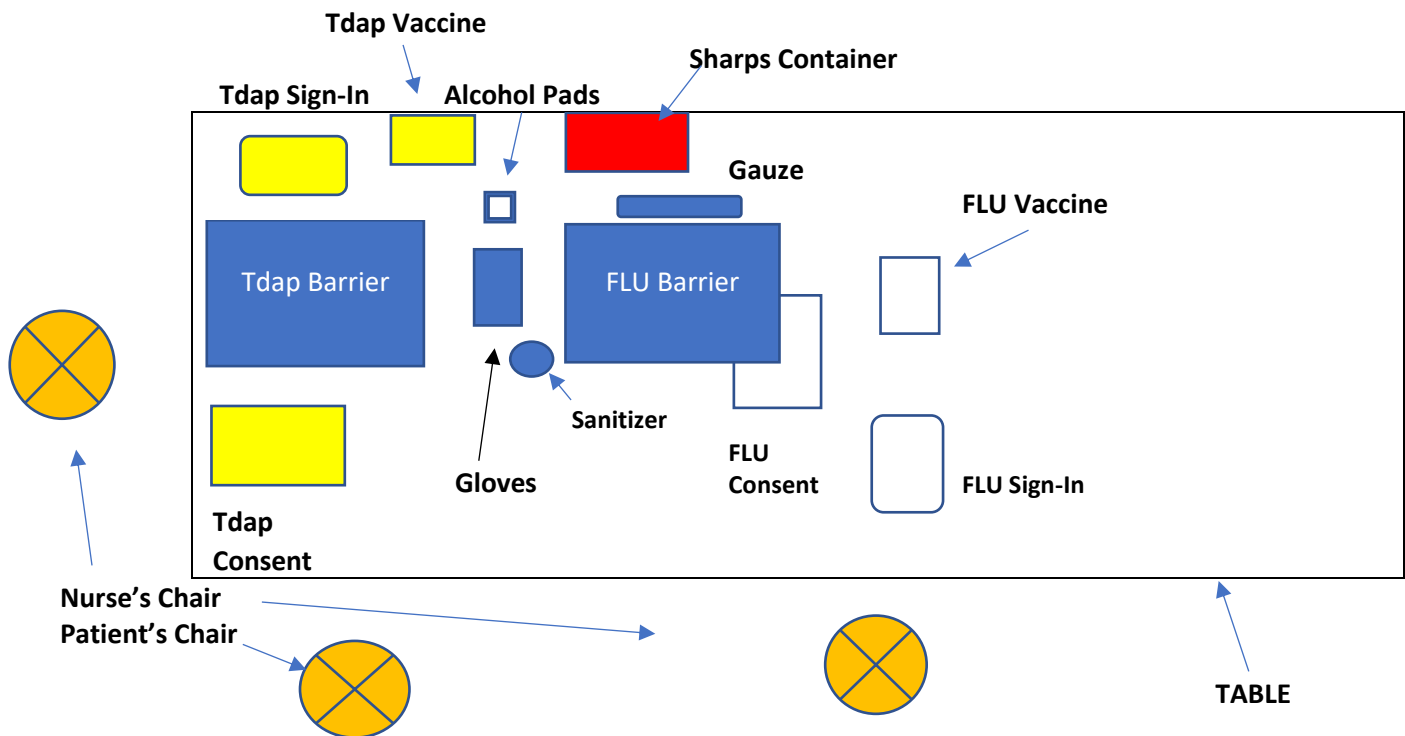 Tdap Vaccine
Sharps Container
Tdap Sign-In
Alcohol Pads
Gauze
FLU Vaccine
Tdap Barrier
FLU Barrier
Sanitizer
Gloves
FLU
Consent
FLU Sign-In
Tdap
Consent
Nurse’s Chair
Patient’s Chair
TABLE